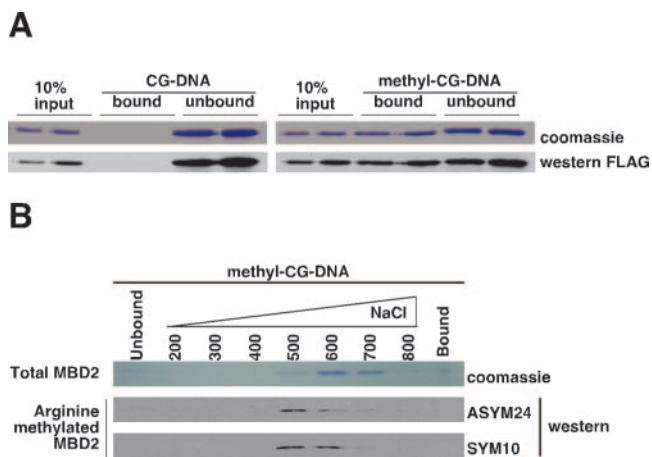 A
10% input
CG-DNA
bound
unbound
10% input
methyl-CG-DNA
bound
unbound
coomassie
western FLAG
B
methyl-CG-DNA
Unbound
200
300
400
500
600
700
800
Bound
NaCl
Total MBD2
coomassie
Arginine
methylated
MBD2
ASYM24
SYM10
western